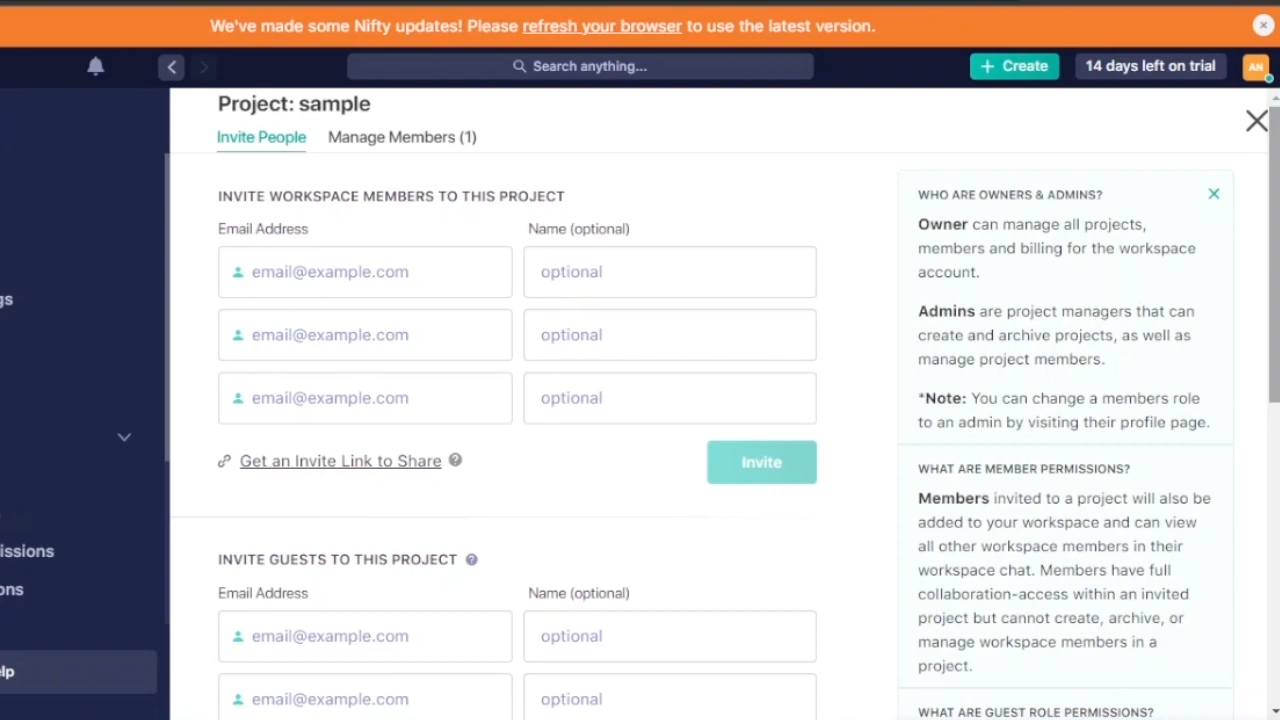 We've made some Nifty updates! Please refresh your browser to use the latest version.
Search anything...
+ Create
14 days left on trial
AN
Project: sample
Invite People
Manage Members (1)
INVITE WORKSPACE MEMBERS TO THIS PROJECT
Email Address
Name (optional)
email@example.com
optional
email@example.com
optional
email@example.com
optional
Get an Invite Link to Share
Invite
INVITE GUESTS TO THIS PROJECT
Email Address
Name (optional)
email@example.com
optional
email@example.com
optional
WHO ARE OWNERS & ADMINS?
Owner can manage all projects,
members and billing for the workspace
account.
Admins are project managers that can
create and archive projects, as well as
manage project members.
*Note: You can change a members role
to an admin by visiting their profile page.
WHAT ARE MEMBER PERMISSIONS?
Members invited to a project will also be
added to your workspace and can view
all other workspace members in their
workspace chat. Members have full
collaboration-access within an invited
project but cannot create, archive, or
manage workspace members in a
project.
WHAT ARE GUEST ROLE PERMISSIONS?
gs
issions
ons
elp